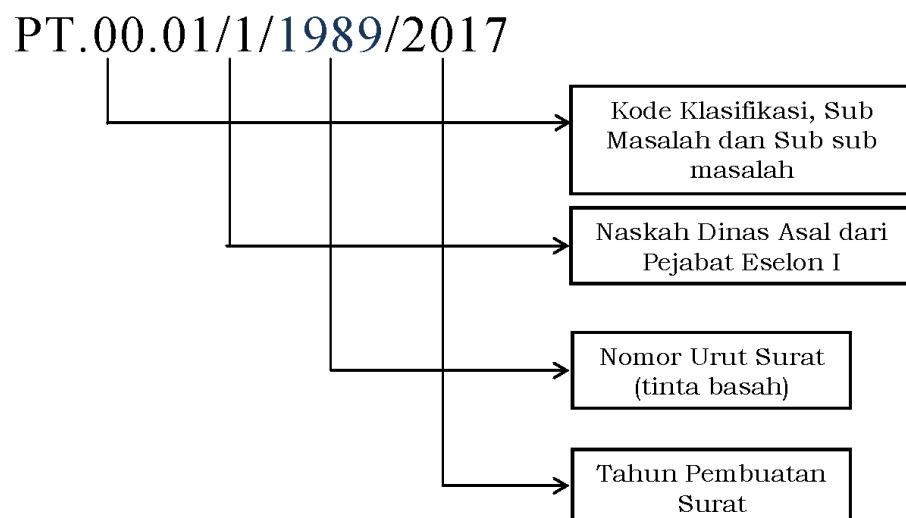 PT.00.01/1/1989/2017
Kode Klasifikasi, Sub
Masalah dan Sub sub
masalah
Naskah Dinas Asal dari
Pejabat Eselon I
Nomor Urut Surat
(tinta basah)
Tahun Pembuatan
Surat